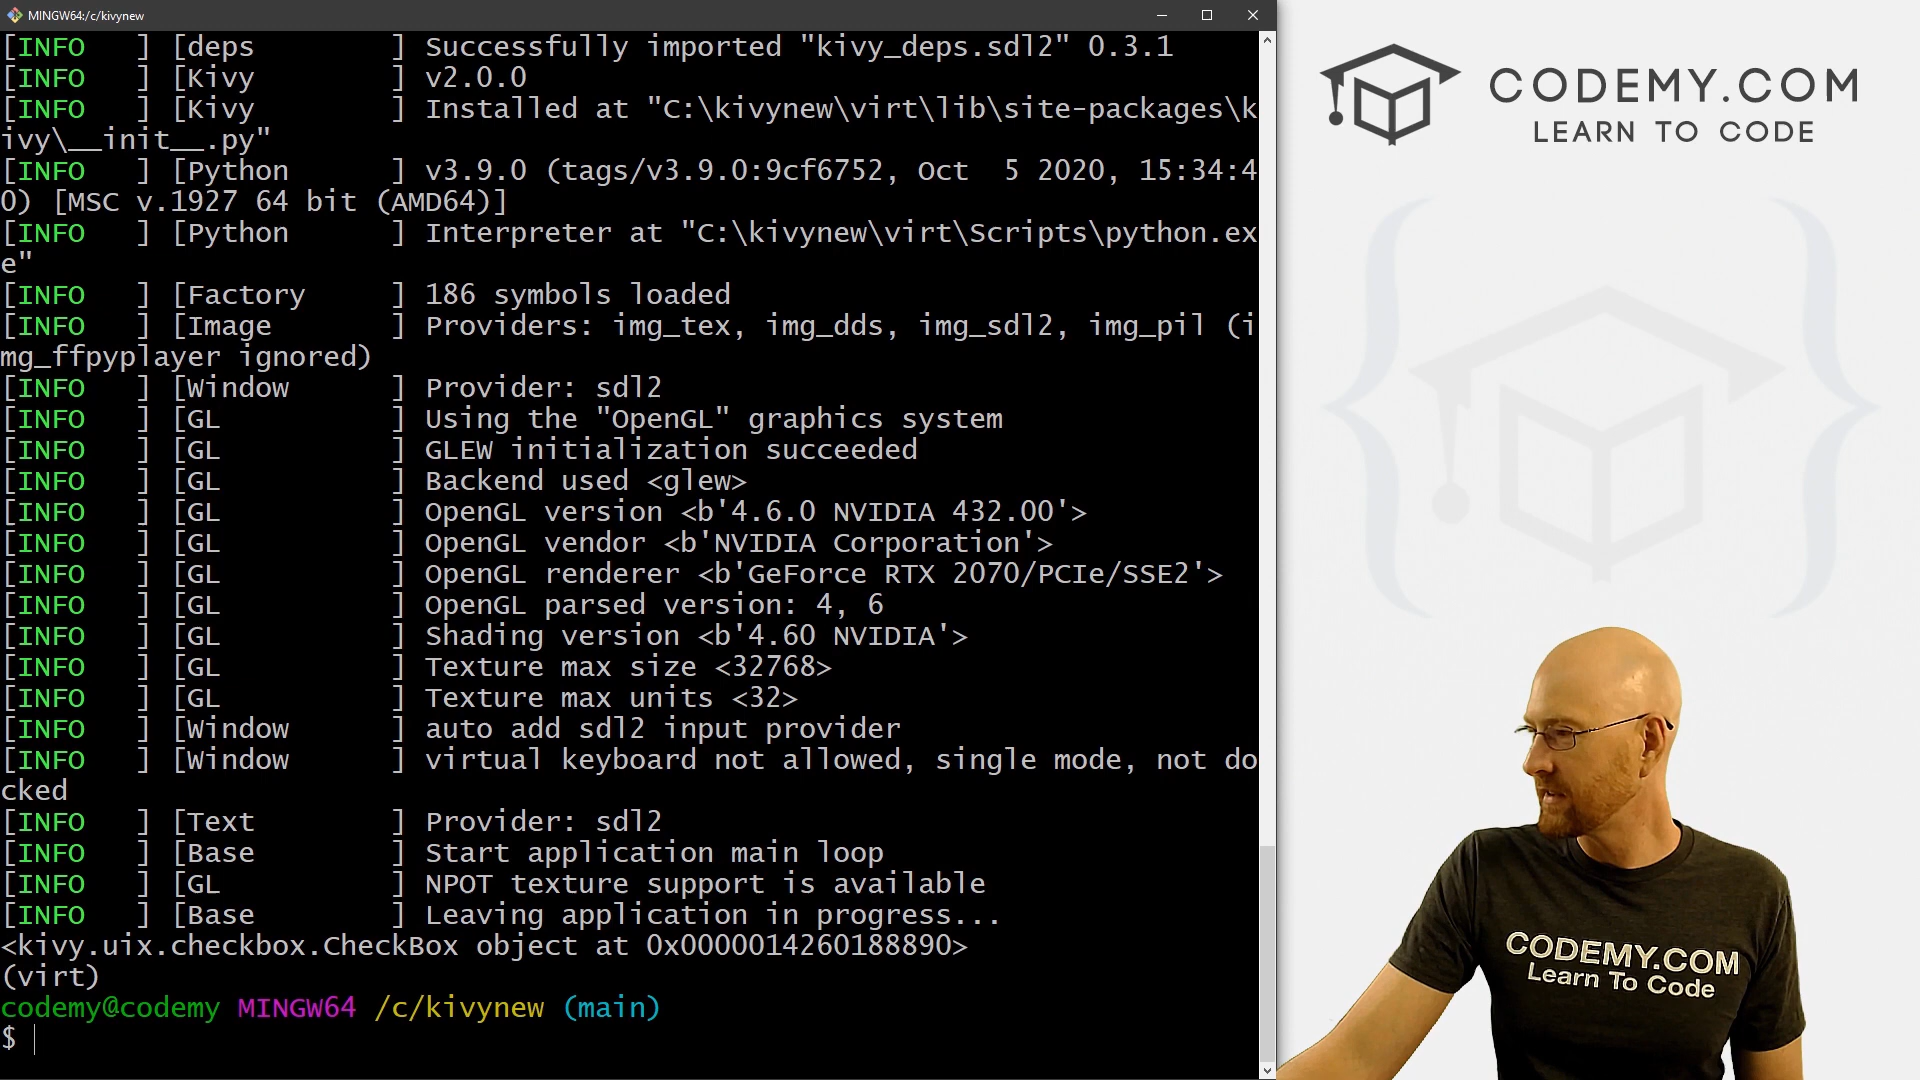 MINGW64:/c/kivynew
[INFO   ] [deps        ] Successfully imported "kivy_deps.sdl2" 0.3.1
[INFO   ] [Kivy        ] v2.0.0
[INFO   ] [Kivy        ] Installed at "C:\kivynew\virt\lib\site-packages\k
ivy\__init__.py"
[INFO   ] [Python      ] v3.9.0 (tags/v3.9.0:9cf6752, Oct  5 2020, 15:34:4
0) [MSC v.1927 64 bit (AMD64)]
[INFO   ] [Python      ] Interpreter at "C:\kivynew\virt\Scripts\python.ex
e"
[INFO   ] [Factory     ] 186 symbols loaded
[INFO   ] [Image       ] Providers: img_tex, img_dds, img_sdl2, img_pil (i
mg_ffpyplayer ignored)
[INFO   ] [Window      ] Provider: sdl2
[INFO   ] [GL          ] Using the "OpenGL" graphics system
[INFO   ] [GL          ] GLEW initialization succeeded
[INFO   ] [GL          ] Backend used <glew>
[INFO   ] [GL          ] OpenGL version <b'4.6.0 NVIDIA 432.00'>
[INFO   ] [GL          ] OpenGL vendor <b'NVIDIA Corporation'>
[INFO   ] [GL          ] OpenGL renderer <b'GeForce RTX 2070/PCIe/SSE2'>
[INFO   ] [GL          ] OpenGL parsed version: 4, 6
[INFO   ] [GL          ] Shading version <b'4.60 NVIDIA'>
[INFO   ] [GL          ] Texture max size <32768>
[INFO   ] [GL          ] Texture max units <32>
[INFO   ] [Window      ] auto add sdl2 input provider
[INFO   ] [Window      ] virtual keyboard not allowed, single mode, not do
cked
[INFO   ] [Text        ] Provider: sdl2
[INFO   ] [Base        ] Start application main loop
[INFO   ] [GL          ] NPOT texture support is available
[INFO   ] [Base        ] Leaving application in progress...
<kivy.uix.checkbox.CheckBox object at 0x0000014260188890>
(virt)
codemy@codemy MINGW64 /c/kivynew (main)
$
CODEMY.COM
LEARN TO CODE
CODEMY.COM
Learn To Code